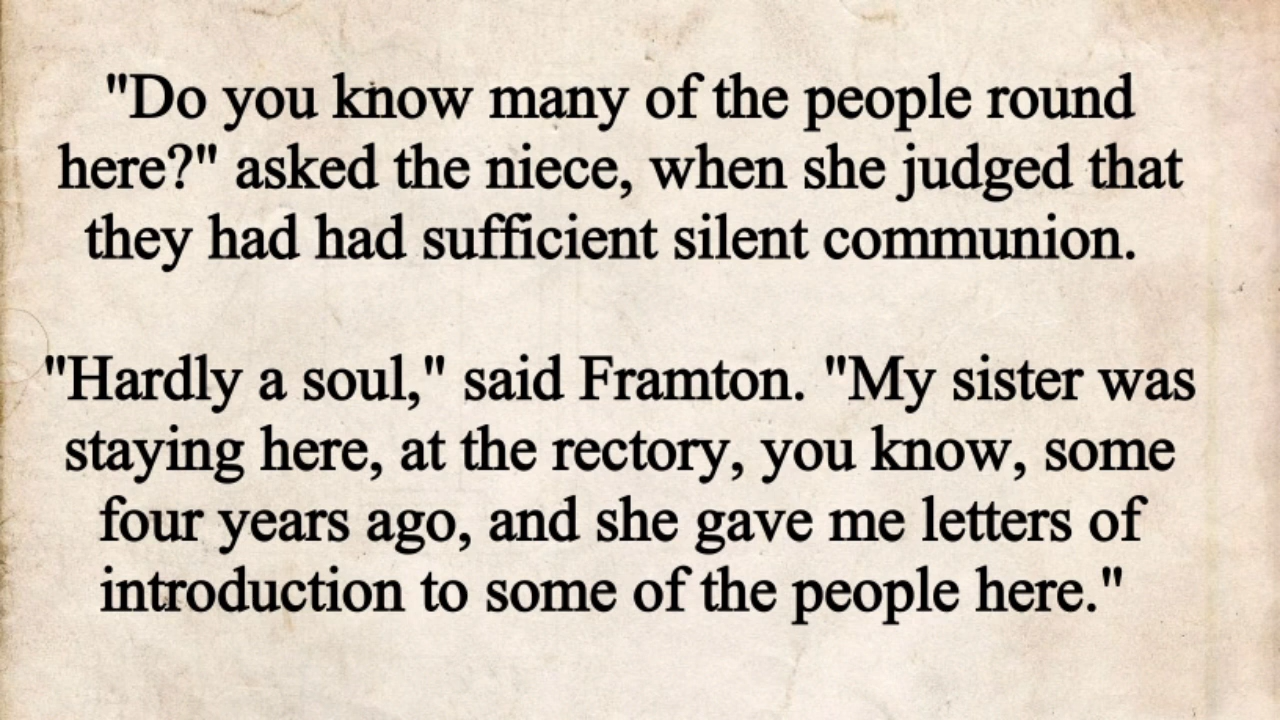 "Do you know many of the people round
here?" asked the niece, when she judged that
they had had sufficient silent communion.
"Hardly a soul," said Framton. "My sister was
staying here, at the rectory, you know, some
four years ago, and she gave me letters of
introduction to some of the people here."